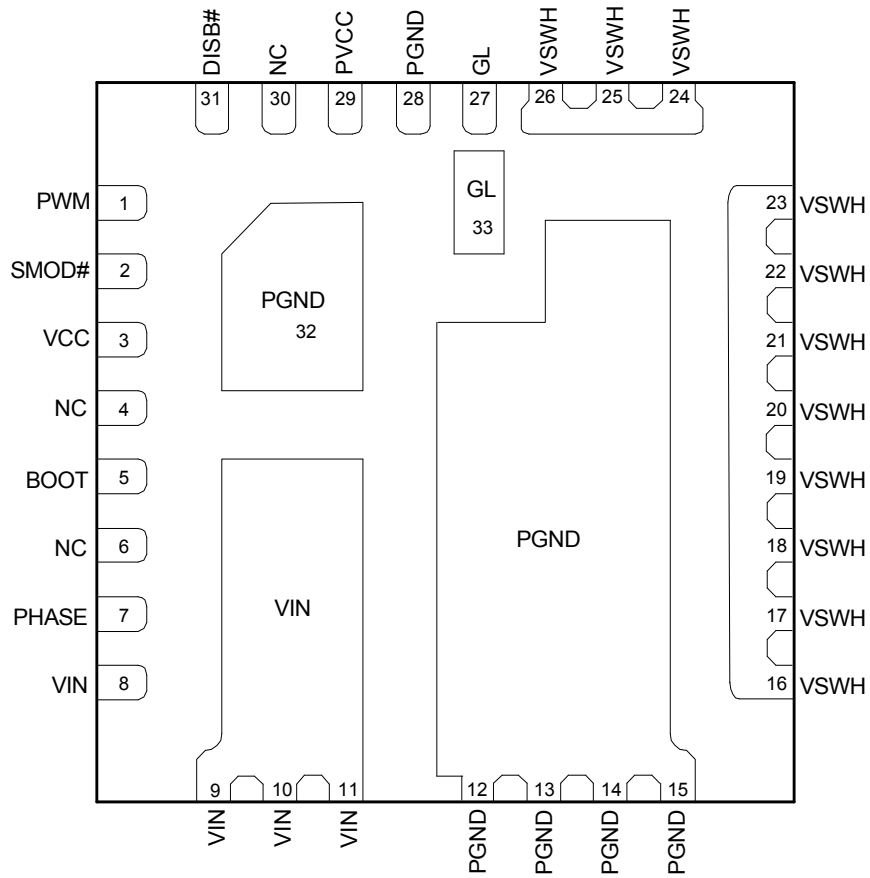 DISB#
NC
PVCC
PGND
GL
VSWH
VSWH
VSWH
31
30
29
28
27
26
25
24
PWM 1
SMOD# 2
VCC 3
NC 4
BOOT 5
NC 6
PHASE 7
VIN 8
GL
33
PGND
32
VIN
PGND
23 VSWH
22 VSWH
21 VSWH
20 VSWH
19 VSWH
18 VSWH
17 VSWH
16 VSWH
9
10
11
12
13
14
15
VIN
VIN
VIN
PGND
PGND
PGND
PGND